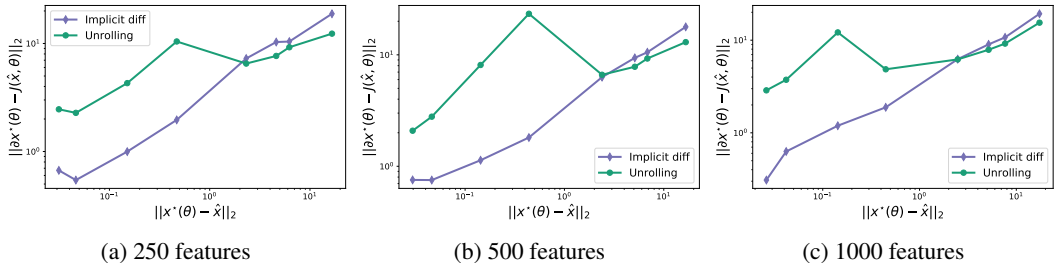 ||∂x*(θ) − J(x̂, θ)||₂
10¹
10⁰
Implicit diff
Unrolling
10⁻¹
10⁰
10¹
||x*(θ) − x̂||₂
(a) 250 features
||∂x*(θ) − J(x̂, θ)||₂
10¹
10⁰
Implicit diff
Unrolling
10⁻¹
10⁰
10¹
||x*(θ) − x̂||₂
(b) 500 features
||∂x*(θ) − J(x̂, θ)||₂
10¹
10⁰
Implicit diff
Unrolling
10⁻¹
10⁰
10¹
||x*(θ) − x̂||₂
(c) 1000 features